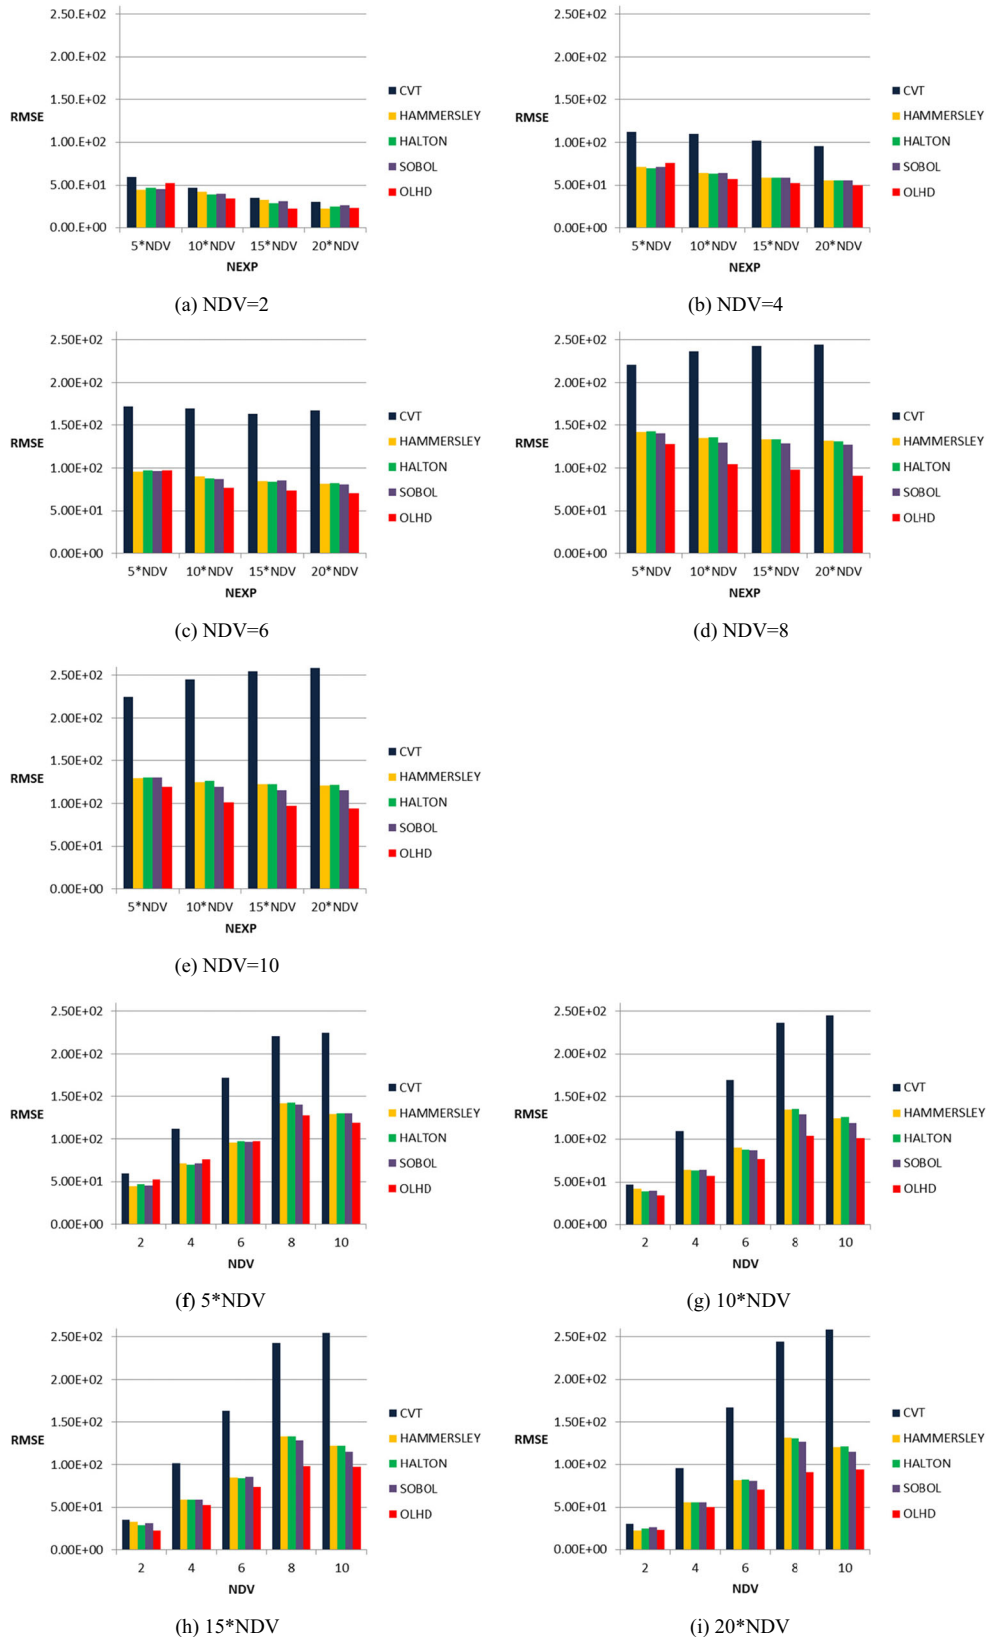 2.50.E+02
2.00.E+02
1.50E+02
RMSE
1.00.E+02
5.00.E+01
0.00.E+00
5*NDV 10*NDV 15*NDV 20*NDV
NEXP
CVT
HAMMERSLEY
HALTON
SOBOL
OLHD
(a) NDV=2
2.50E+02
2.00E+02
1.50E+02
RMSE
1.00E+02
5.00E+01
0.00E+00
5*NDV 10*NDV 15*NDV 20*NDV
NEXP
CVT
HAMMERSLEY
HALTON
SOBOL
OLHD
(b) NDV=4
2.50E+02
2.00E+02
1.50E+02
RMSE
1.00E+02
5.00E+01
0.00E+00
5*NDV 10*NDV 15*NDV 20*NDV
NEXP
CVT
HAMMERSLEY
HALTON
SOBOL
OLHD
(c) NDV=6
2.50E+02
2.00E+02
1.50E+02
RMSE
1.00E+02
5.00E+01
0.00E+00
5*NDV 10*NDV 15*NDV 20*NDV
NEXP
CVT
HAMMERSLEY
HALTON
SOBOL
OLHD
(d) NDV=8
2.50E+02
2.00E+02
1.50E+02
RMSE
1.00E+02
5.00E+01
0.00E+00
5*NDV 10*NDV 15*NDV 20*NDV
NEXP
CVT
HAMMERSLEY
HALTON
SOBOL
OLHD
(e) NDV=10
2.50E+02
2.00E+02
1.50E+02
RMSE
1.00E+02
5.00E+01
0.00E+00
2 4 6 8 10
NDV
CVT
HAMMERSLEY
HALTON
SOBOL
OLHD
(f) 5*NDV
2.50E+02
2.00E+02
1.50E+02
RMSE
1.00E+02
5.00E+01
0.00E+00
2 4 6 8 10
NDV
CVT
HAMMERSLEY
HALTON
SOBOL
OLHD
(g) 10*NDV
2.50E+02
2.00E+02
1.50E+02
RMSE
1.00E+02
5.00E+01
0.00E+00
2 4 6 8 10
NDV
CVT
HAMMERSLEY
HALTON
SOBOL
OLHD
(h) 15*NDV
2.50E+02
2.00E+02
1.50E+02
RMSE
1.00E+02
5.00E+01
0.00E+00
2 4 6 8 10
NDV
CVT
HAMMERSLEY
HALTON
SOBOL
OLHD
(i) 20*NDV